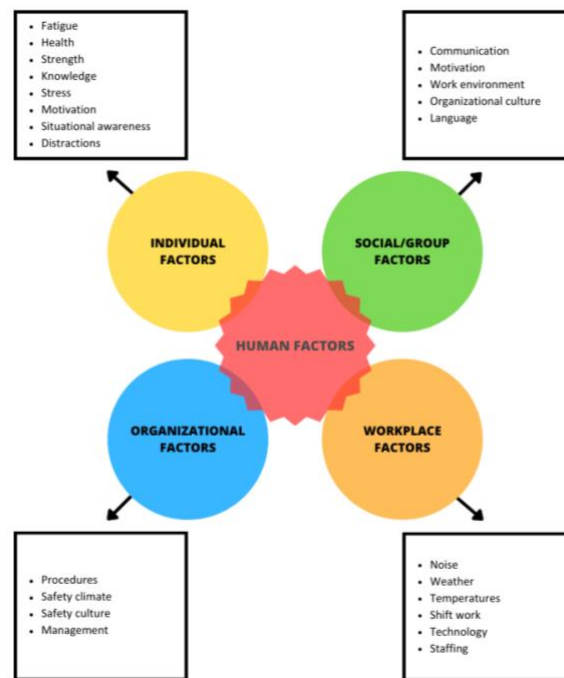 Fatigue
Health
Strength
Knowledge
Stress
Motivation
Situational awareness
Distractions
Communication
Motivation
Work environment
Organizational culture
Language
INDIVIDUAL
FACTORS
SOCIAL/GROUP
FACTORS
HUMAN FACTORS
ORGANIZATIONAL
FACTORS
WORKPLACE
FACTORS
Procedures
Safety climate
Safety culture
Management
Noise
Weather
Temperatures
Shift work
Technology
Staffing